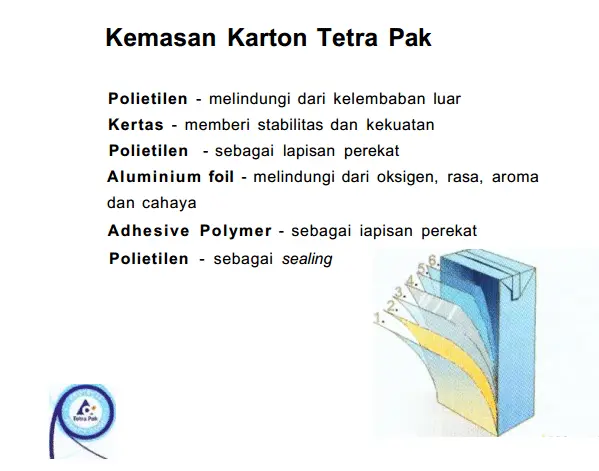 Kemasan Karton Tetra Pak
Polietilen - melindungi dari kelembaban luar
Kertas - memberi stabilitas dan kekuatan
Polietilen - sebagai lapisan perekat
Aluminium foil - melindungi dari oksigen, rasa, aroma
dan cahaya
Adhesive Polymer - sebagai iapisan perekat
Polietilen - sebagai sealing
6.
5.
4.
3.
2.
1.
Tetra Pak